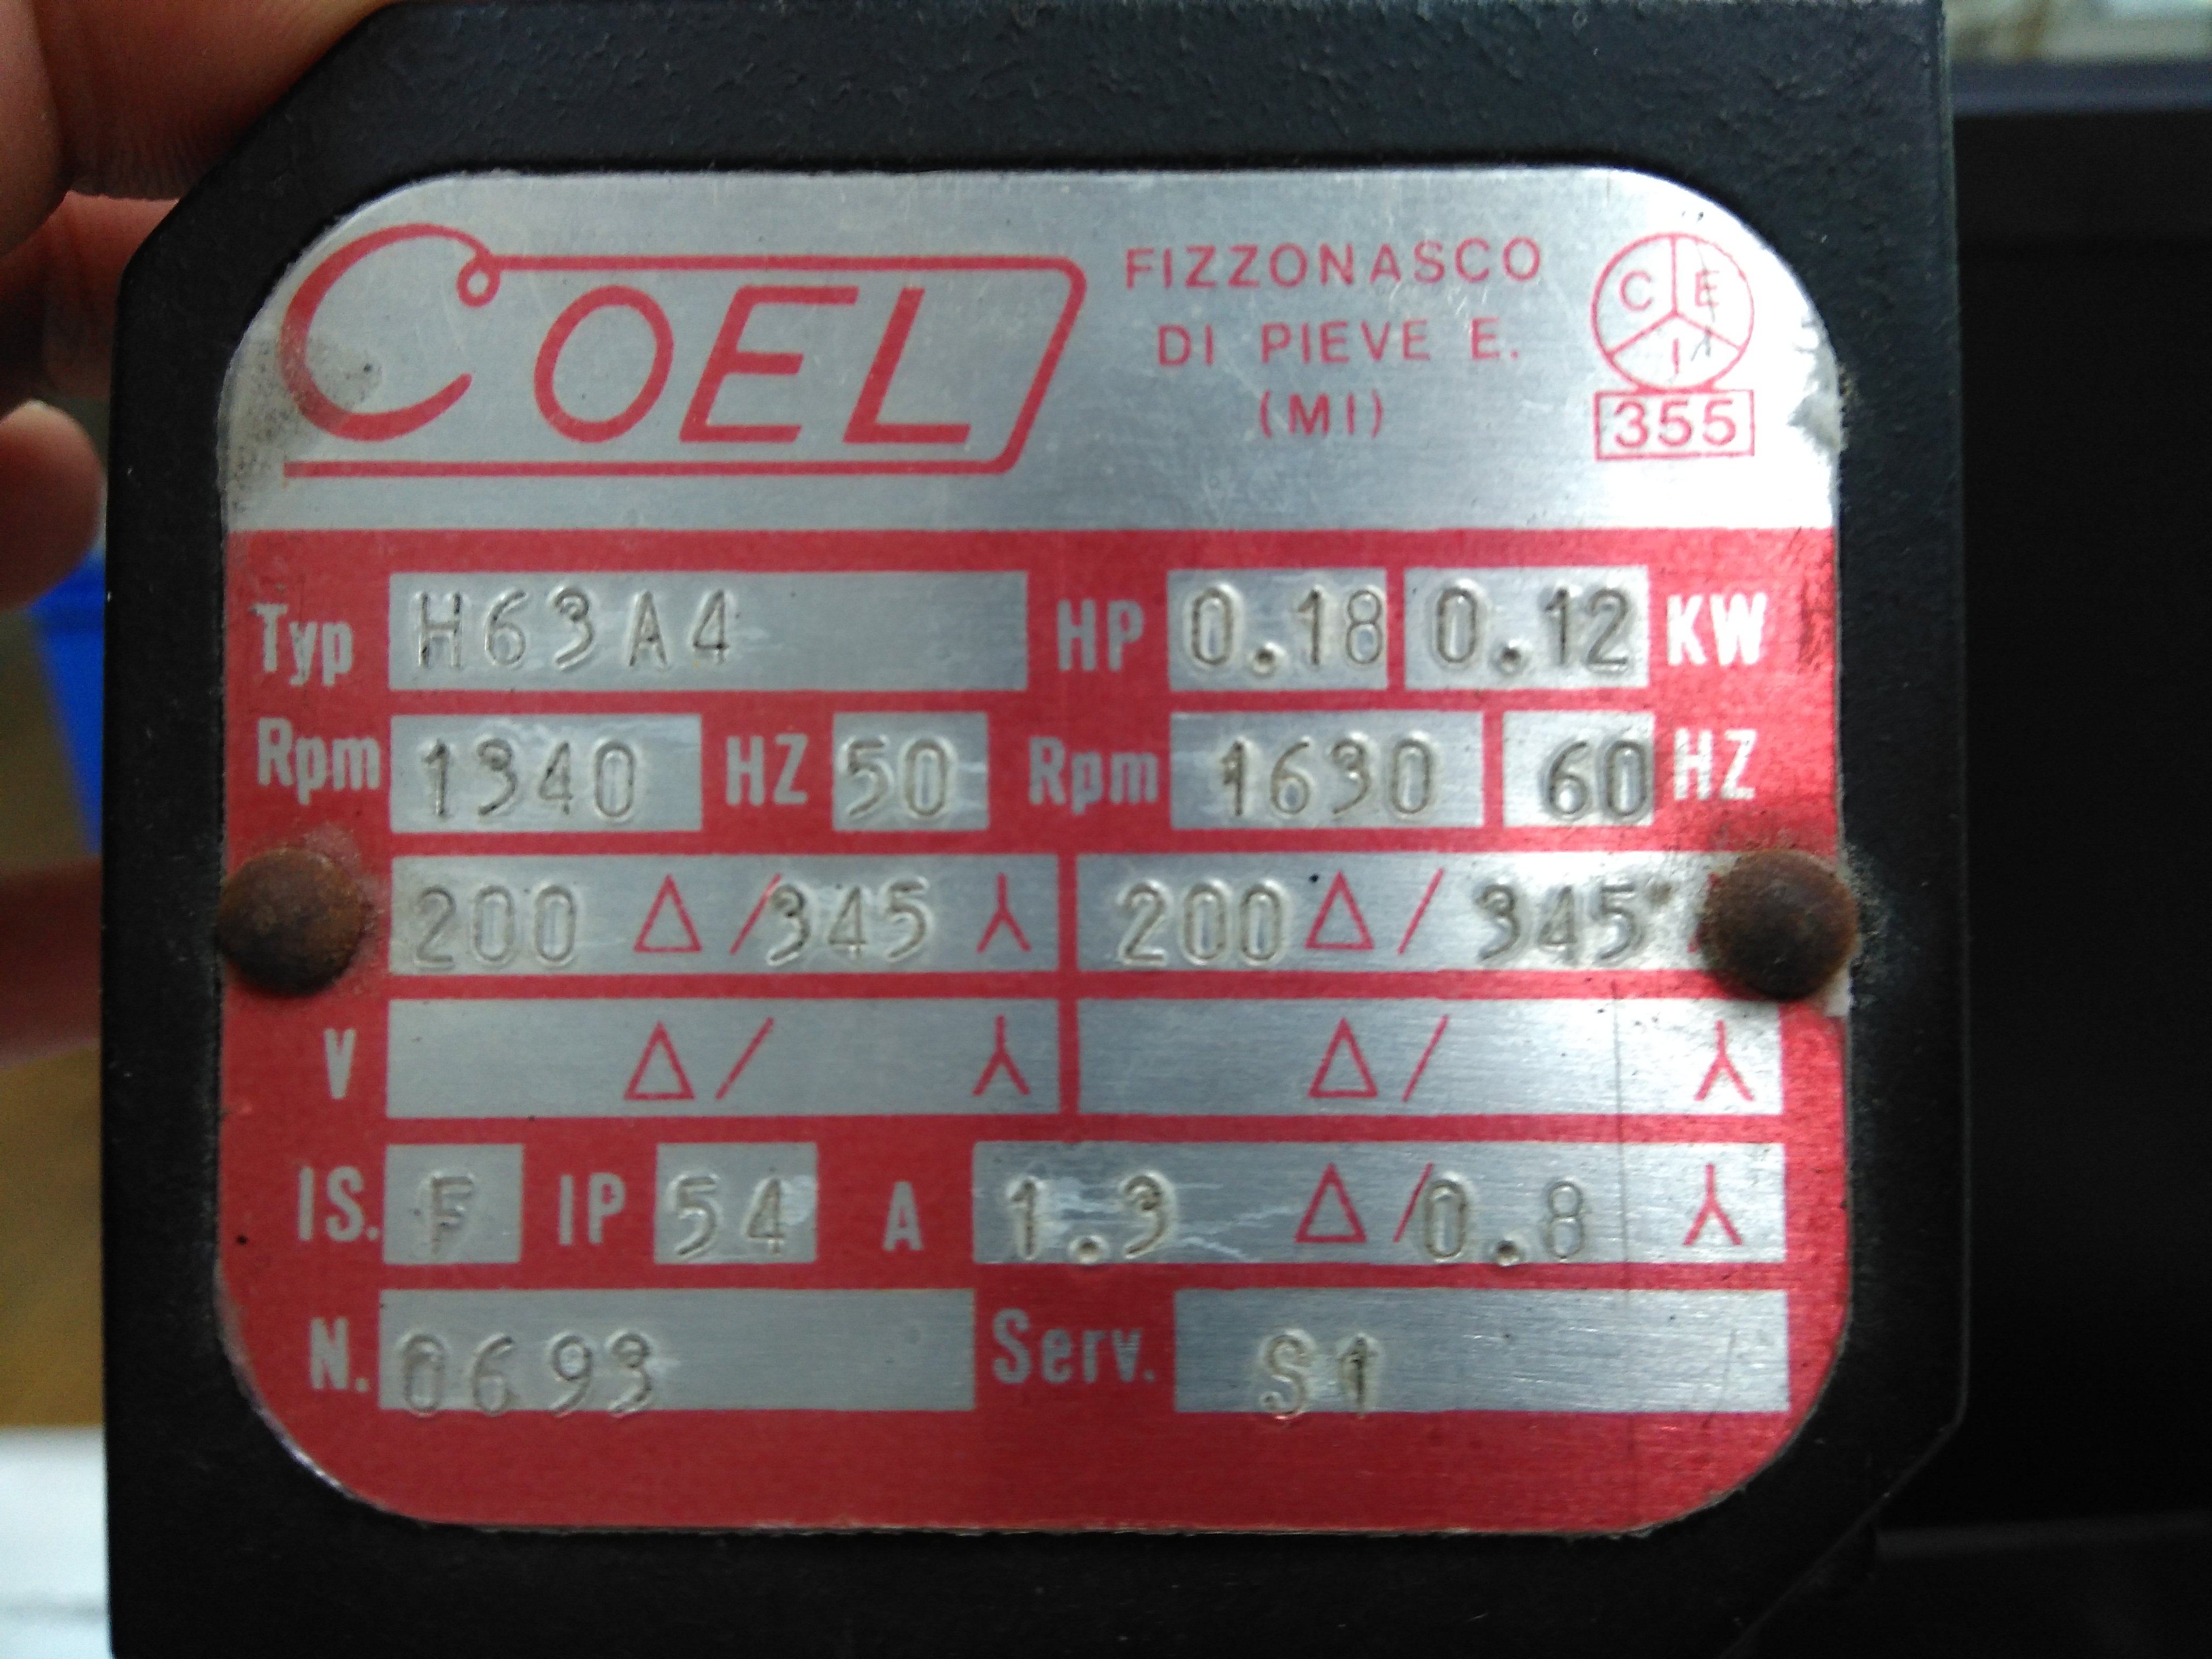 COEL
FIZZONASCO
DI PIEVE E.
(MI)
C E I
355
Typ H63A4 HP 0.18 0.12 KW
Rpm 1340 HZ 50 Rpm 1630 60 HZ
200 Δ/345 ⅄ 200 Δ/345
V Δ/ ⅄ Δ/ ⅄
IS. F IP 54 A 1.3 Δ/0.8 ⅄
N. 0693 Serv. S1